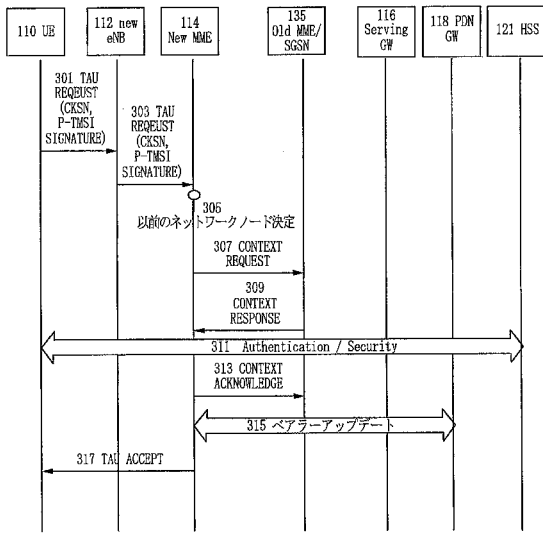 110 UE
112 new
eNB
114
New MME
135
Old MME/
SGSN
116
Serving
GW
118 PDN
GW
121 HSS
301 TAU
REQEUST
(CKSN,
P-TMSI
SIGNATURE)
303 TAU
REQEUST
(CKSN,
P-TMSI
SIGNATURE)
305
以前のネットワークノード決定
307 CONTEXT
REQUEST
309
CONTEXT
RESPONSE
311 Authentication / Security
313 CONTEXT
ACKNOWLEDGE
315 ベアラーアップデート
317 TAU ACCEPT